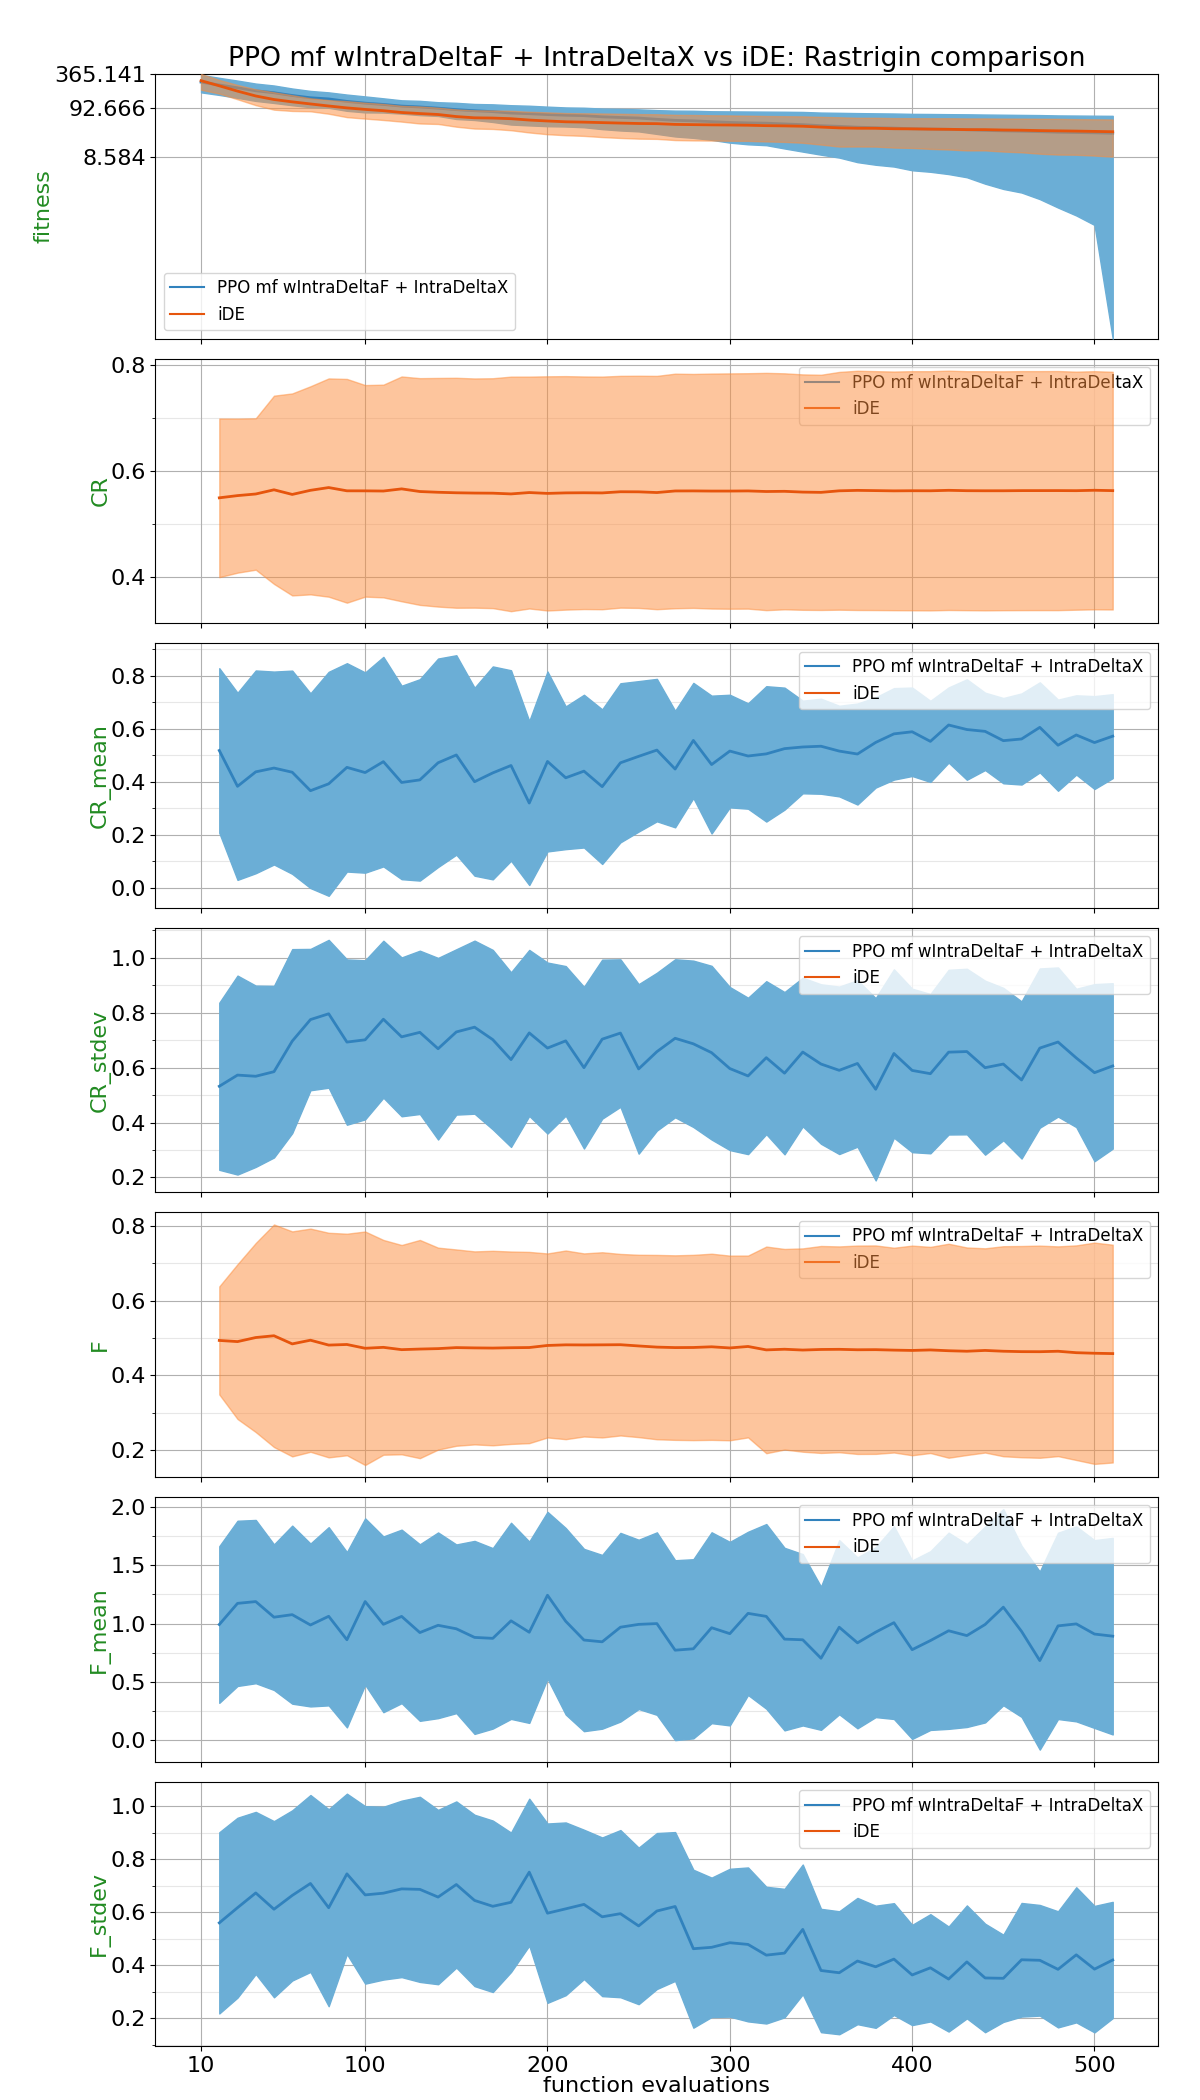 PPO mf wIntraDeltaF + IntraDeltaX vs iDE: Rastrigin comparison
365.141
92.666
8.584
fitness
PPO mf wIntraDeltaF + IntraDeltaX
iDE
0.8
0.6
0.4
CR
PPO mf wIntraDeltaF + IntraDeltaX
iDE
0.8
0.6
0.4
0.2
0.0
CR_mean
PPO mf wIntraDeltaF + IntraDeltaX
iDE
1.0
0.8
0.6
0.4
0.2
CR_stdev
PPO mf wIntraDeltaF + IntraDeltaX
iDE
0.8
0.6
0.4
0.2
F
PPO mf wIntraDeltaF + IntraDeltaX
iDE
2.0
1.5
1.0
0.5
0.0
F_mean
PPO mf wIntraDeltaF + IntraDeltaX
iDE
1.0
0.8
0.6
0.4
0.2
F_stdev
PPO mf wIntraDeltaF + IntraDeltaX
iDE
10 100 200 300 400 500
function evaluations